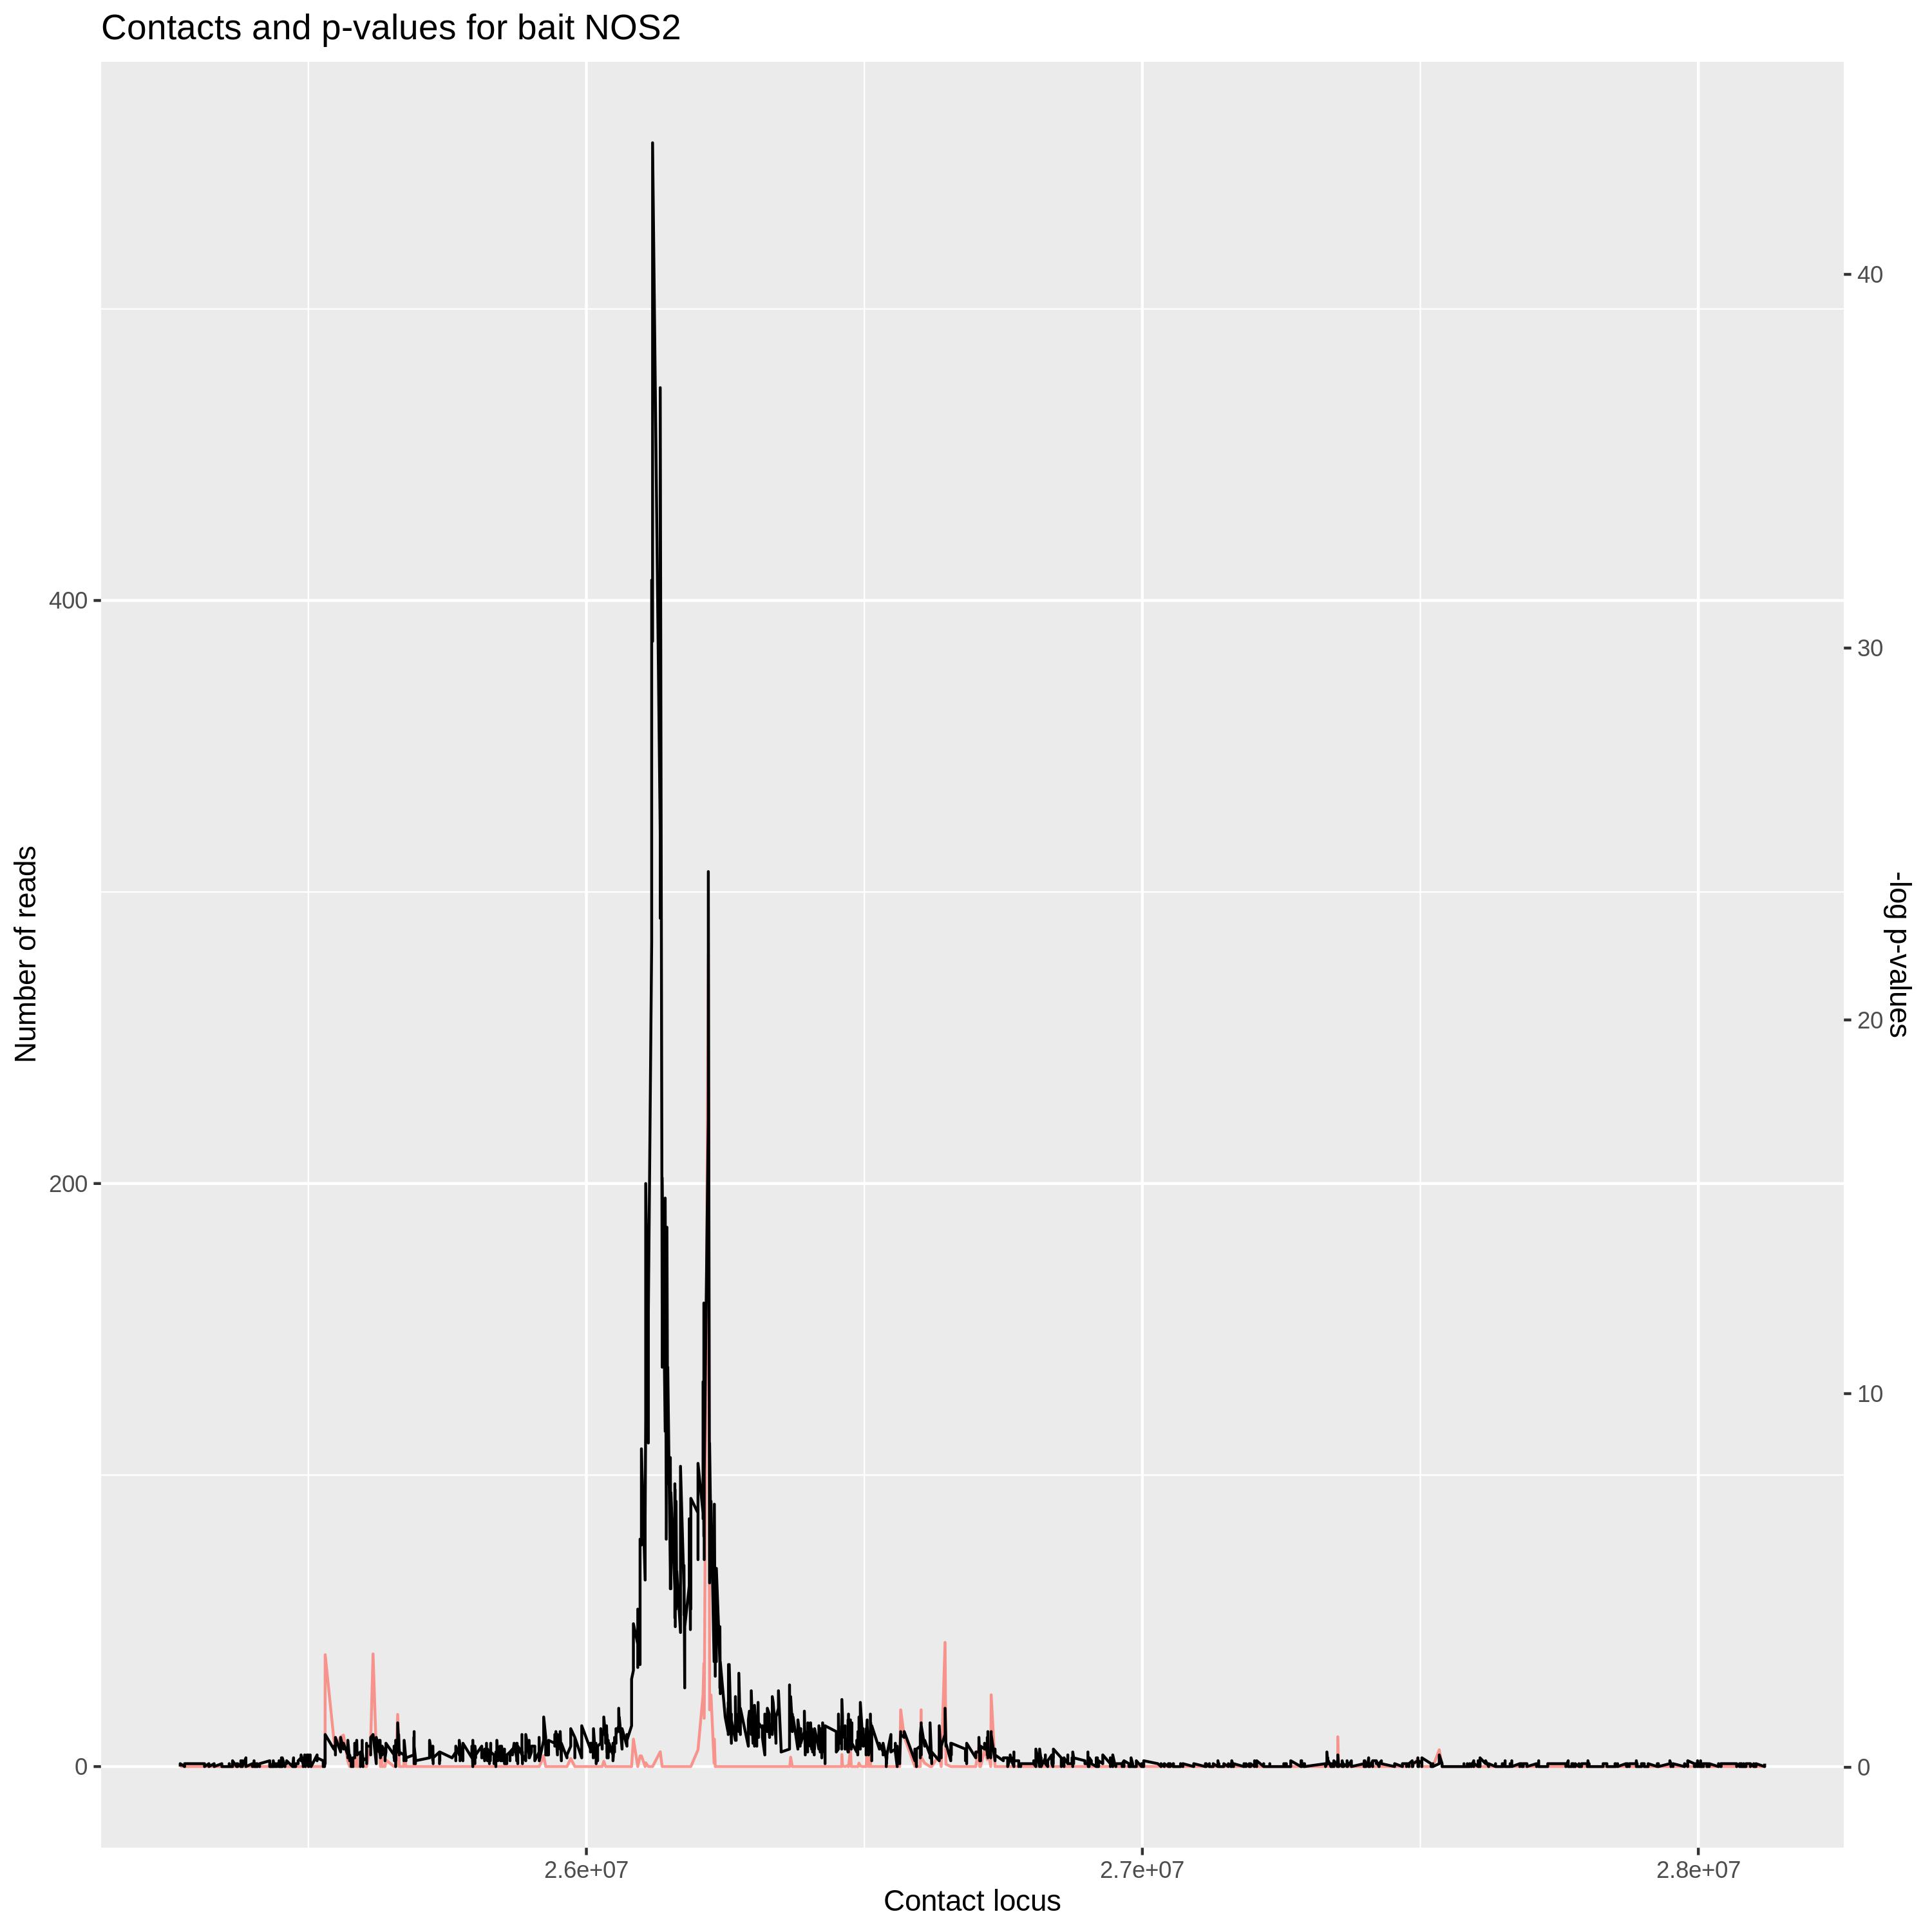 Contacts and p-values for bait NOS2
Number of reads
400
200
0
40
30
20
10
0
-log p-values
2.6e+07
2.7e+07
2.8e+07
Contact locus